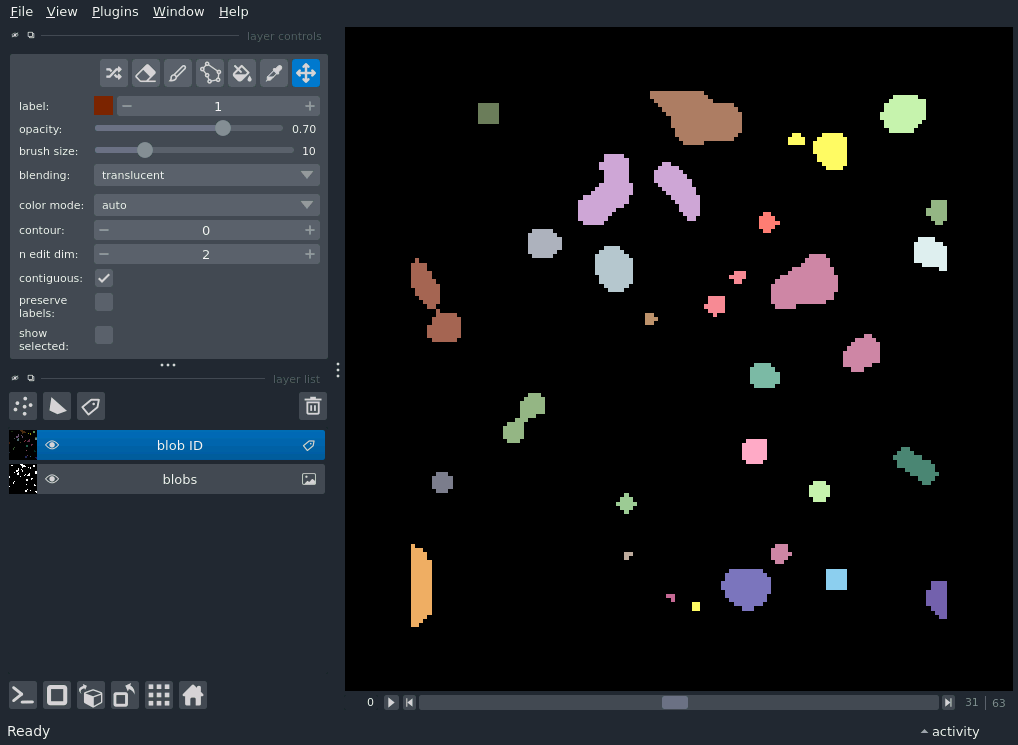 File View Plugins Window Help
layer controls
label: 1
opacity: 0.70
brush size: 10
blending: translucent
color mode: auto
contour: 0
n edit dim: 2
contiguous:
preserve
labels:
show
selected:
layer list
blob ID
blobs
0 31 | 63
Ready activity